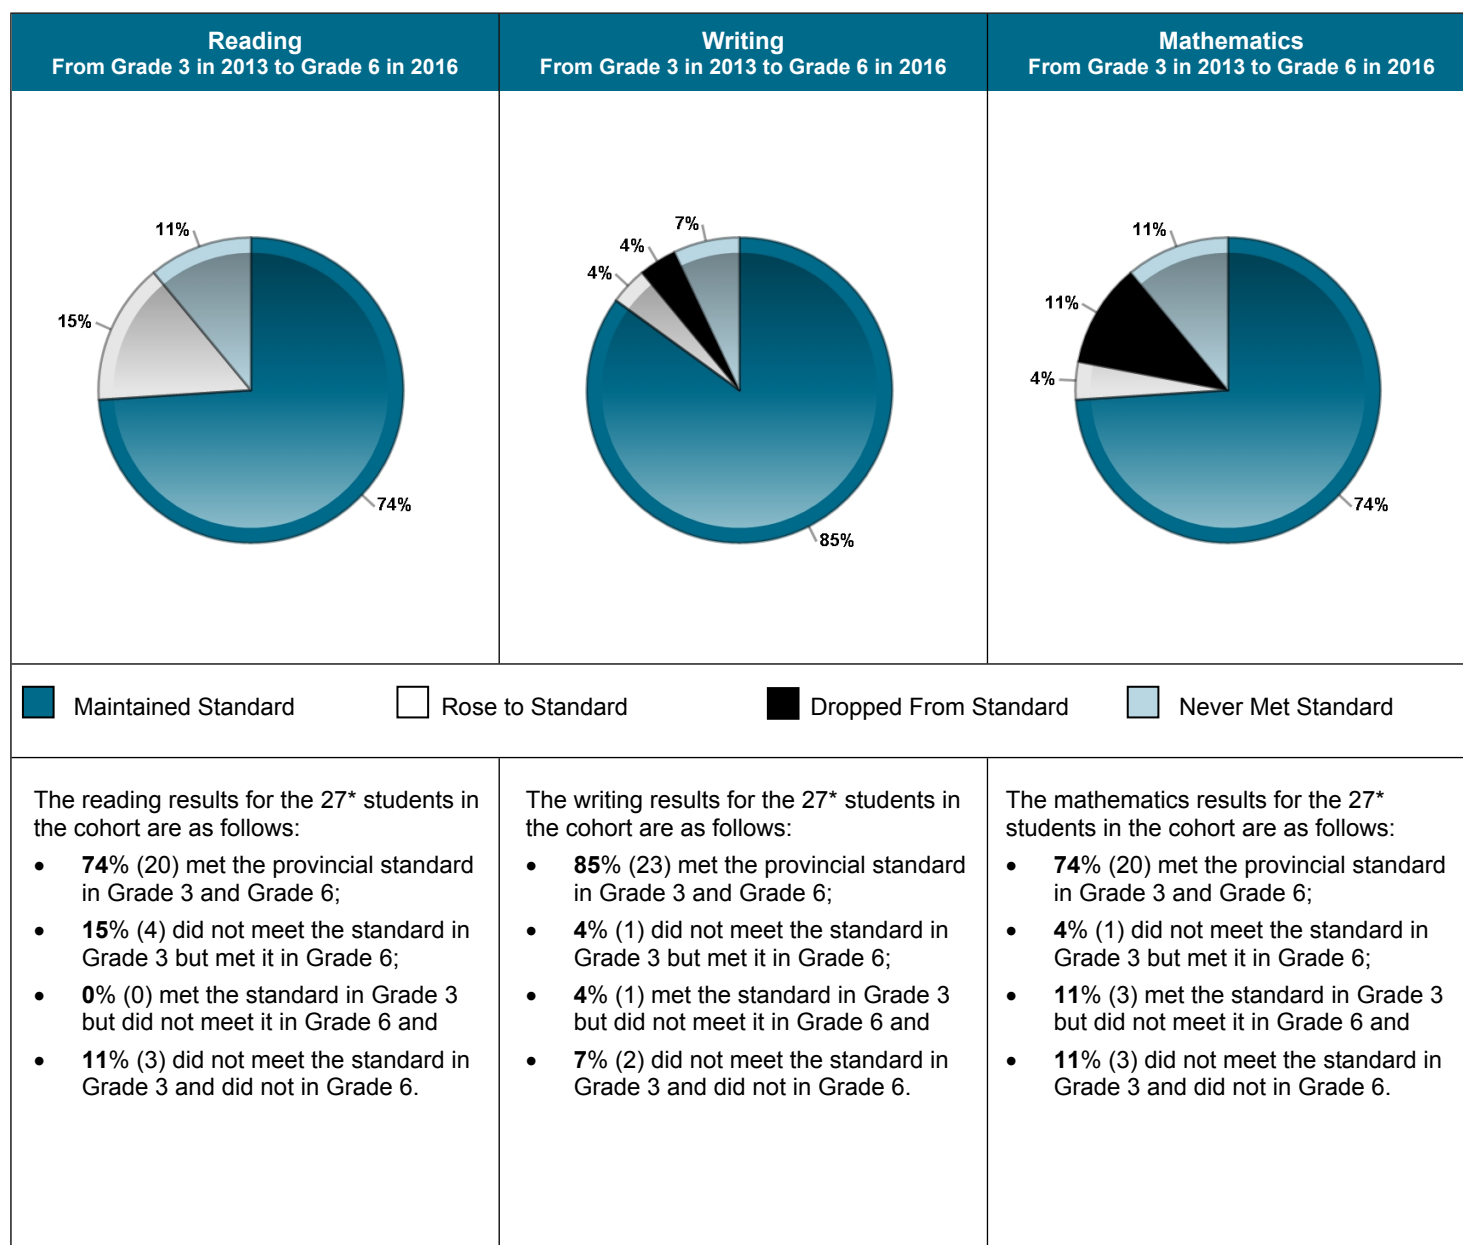 Reading
From Grade 3 in 2013 to Grade 6 in 2016
Writing
From Grade 3 in 2013 to Grade 6 in 2016
Mathematics
From Grade 3 in 2013 to Grade 6 in 2016
11%
15%
74%
7%
4%
4%
85%
11%
11%
4%
74%
Maintained Standard
Rose to Standard
Dropped From Standard
Never Met Standard
The reading results for the 27* students in
the cohort are as follows:
• 74% (20) met the provincial standard
in Grade 3 and Grade 6;
• 15% (4) did not meet the standard in
Grade 3 but met it in Grade 6;
• 0% (0) met the standard in Grade 3
but did not meet it in Grade 6 and
• 11% (3) did not meet the standard in
Grade 3 and did not in Grade 6.
The writing results for the 27* students in
the cohort are as follows:
• 85% (23) met the provincial standard
in Grade 3 and Grade 6;
• 4% (1) did not meet the standard in
Grade 3 but met it in Grade 6;
• 4% (1) met the standard in Grade 3
but did not meet it in Grade 6 and
• 7% (2) did not meet the standard in
Grade 3 and did not in Grade 6.
The mathematics results for the 27*
students in the cohort are as follows:
• 74% (20) met the provincial standard
in Grade 3 and Grade 6;
• 4% (1) did not meet the standard in
Grade 3 but met it in Grade 6;
• 11% (3) met the standard in Grade 3
but did not meet it in Grade 6 and
• 11% (3) did not meet the standard in
Grade 3 and did not in Grade 6.